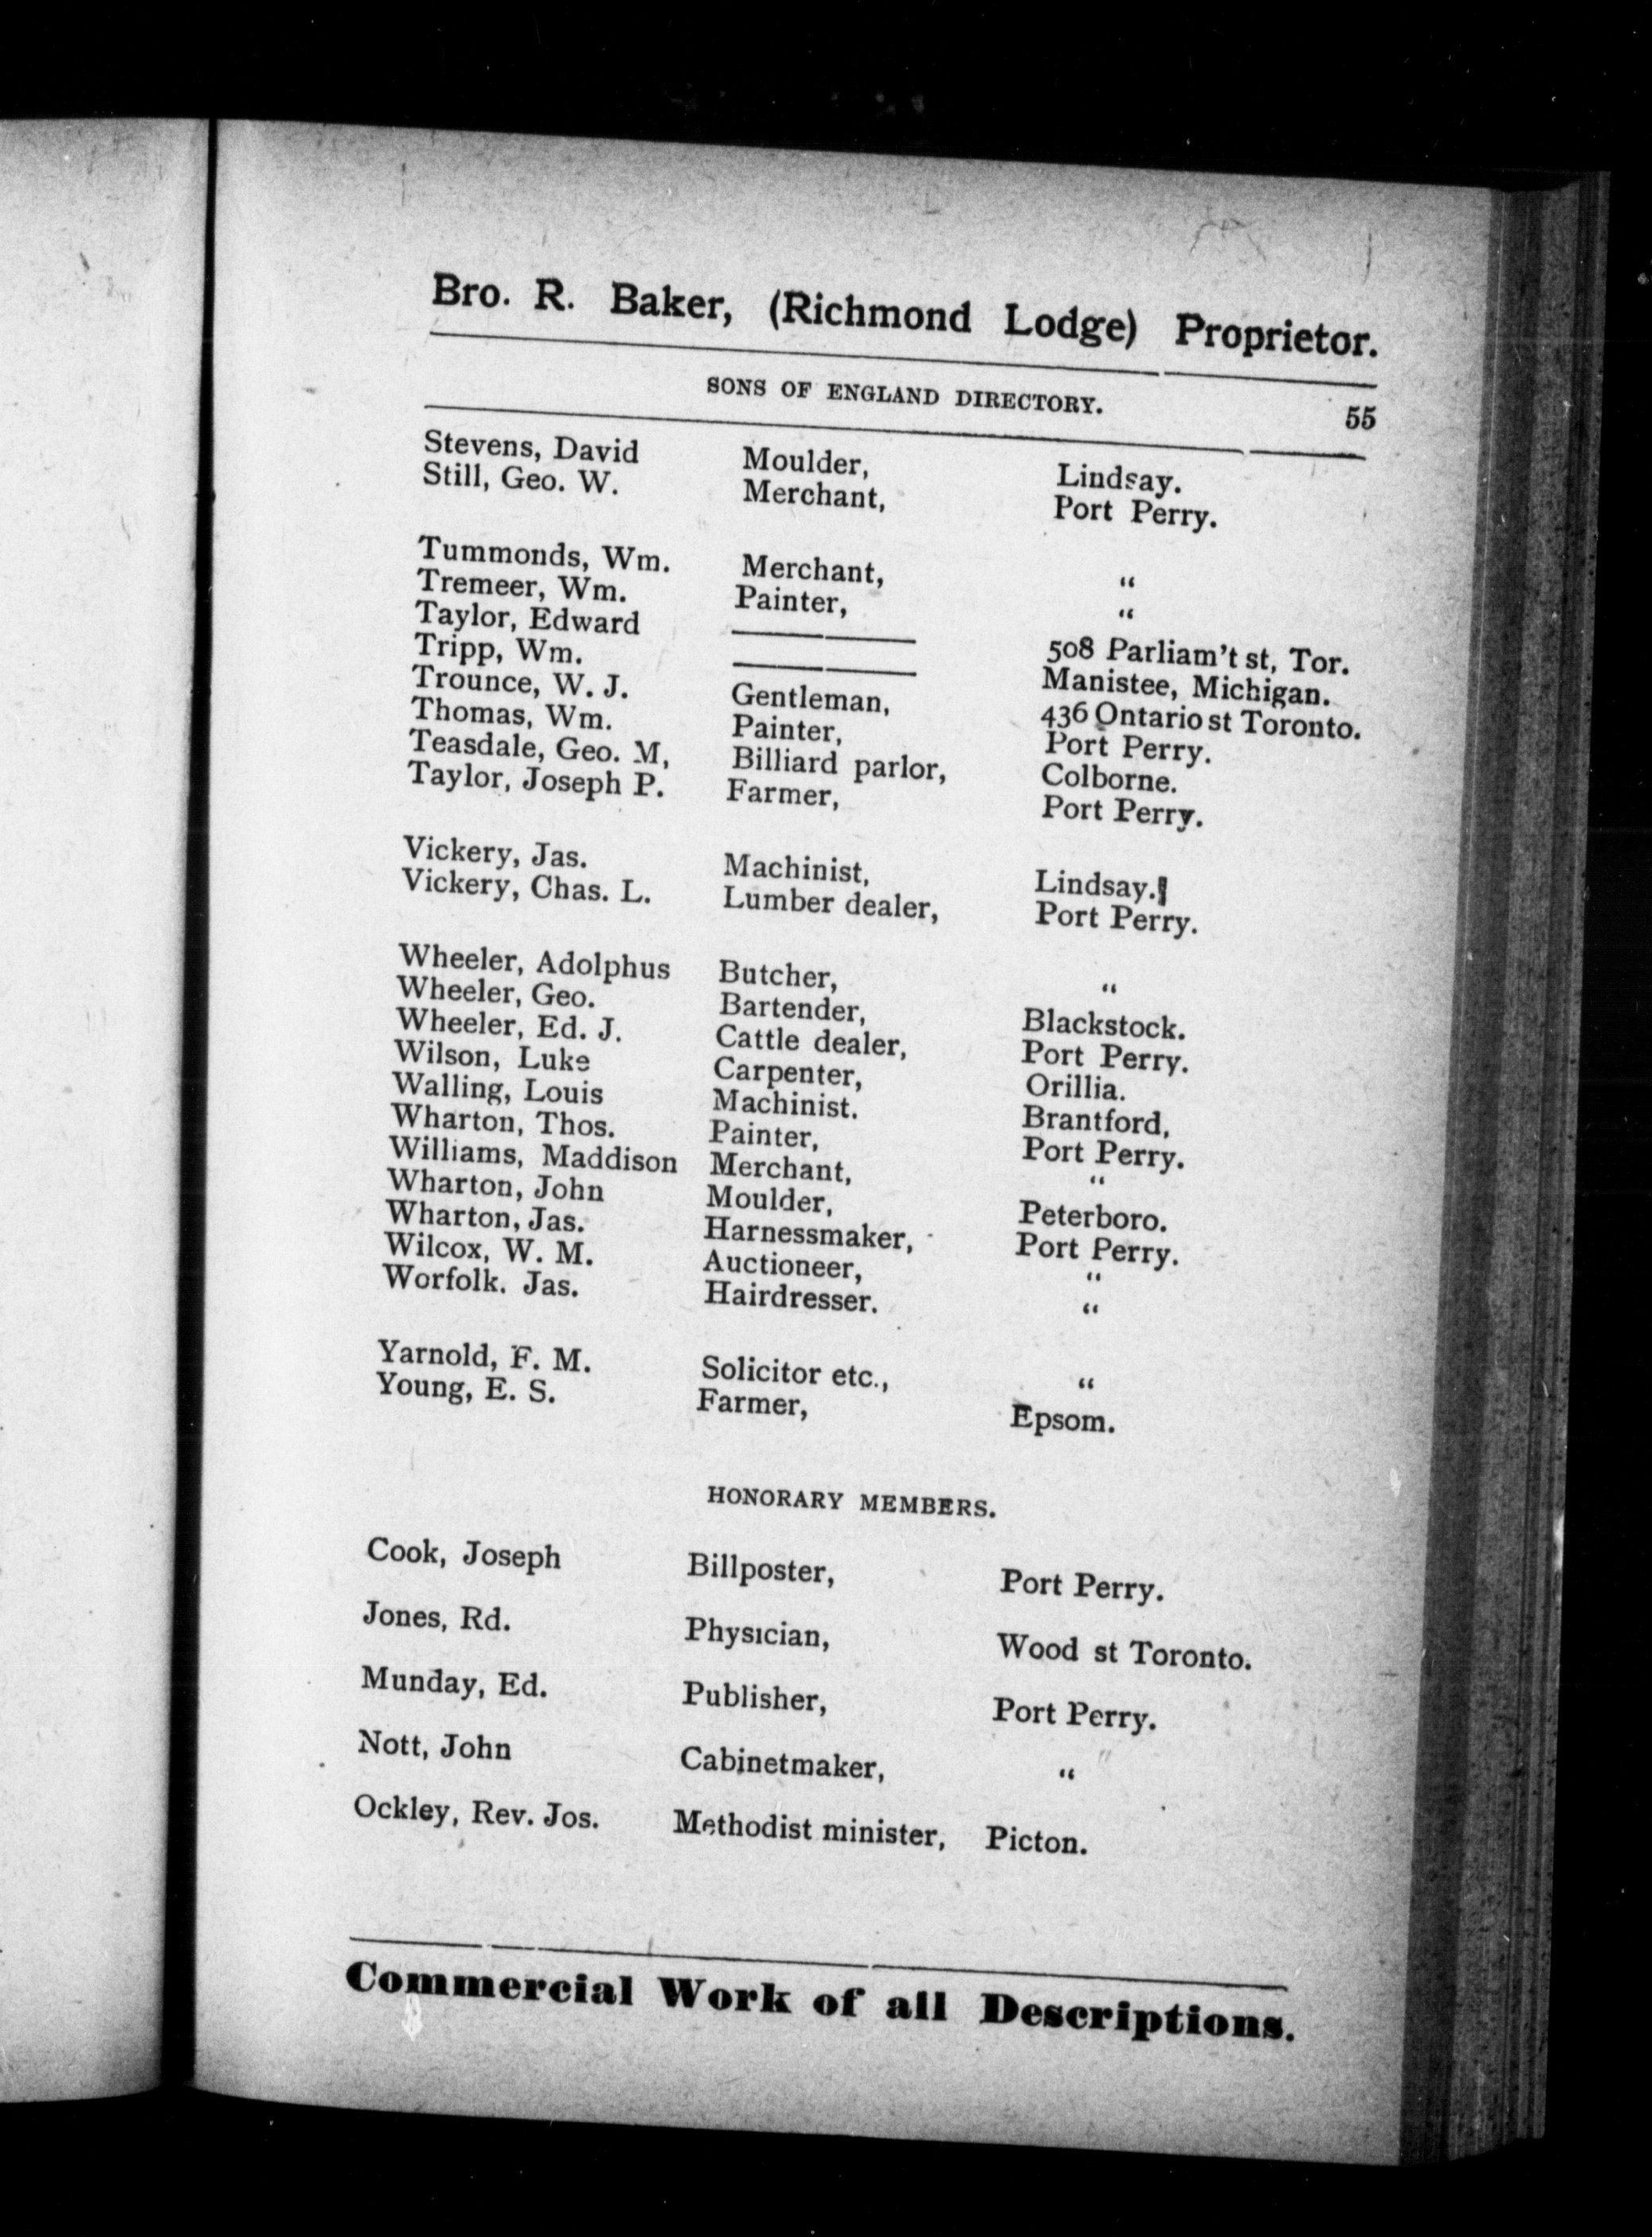 Bro. R. Baker, (Richmond Lodge) Proprietor.
SONS OF ENGLAND DIRECTORY. 55
Stevens, David Moulder, Lindsay.
Still, Geo. W. Merchant, Port Perry.
Tummonds, Wm. Merchant, "
Tremeer, Wm. Painter, "
Taylor, Edward ——— 508 Parliam't st, Tor.
Tripp, Wm. ——— Manistee, Michigan.
Trounce, W. J. Gentleman, 436 Ontario st Toronto.
Thomas, Wm. Painter, Port Perry.
Teasdale, Geo. M, Billiard parlor, Colborne.
Taylor, Joseph P. Farmer, Port Perry.
Vickery, Jas. Machinist, Lindsay.
Vickery, Chas. L. Lumber dealer, Port Perry.
Wheeler, Adolphus Butcher, "
Wheeler, Geo. Bartender, Blackstock.
Wheeler, Ed. J. Cattle dealer, Port Perry.
Wilson, Luke Carpenter, Orillia.
Walling, Louis Machinist. Brantford,
Wharton, Thos. Painter, Port Perry.
Williams, Maddison Merchant, "
Wharton, John Moulder, Peterboro.
Wharton, Jas. Harnessmaker, Port Perry.
Wilcox, W. M. Auctioneer, "
Worfolk. Jas. Hairdresser. "
Yarnold, F. M. Solicitor etc., "
Young, E. S. Farmer, Epsom.
HONORARY MEMBERS.
Cook, Joseph Billposter, Port Perry.
Jones, Rd. Physician, Wood st Toronto.
Munday, Ed. Publisher, Port Perry.
Nott, John Cabinetmaker, "
Ockley, Rev. Jos. Methodist minister, Picton.
Commercial Work of all Descriptions.